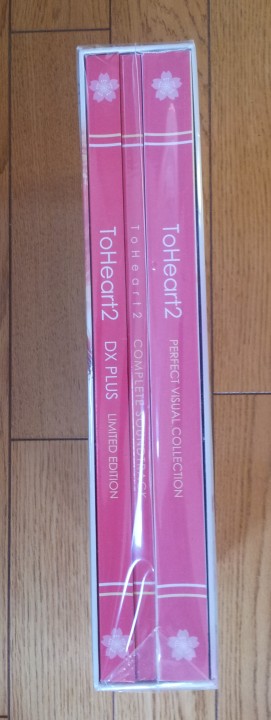 ToHeart2 DX PLUS LIMITED EDITION
ToHeart2 COMPLETE SOUNDTRACK
ToHeart2 PERFECT VISUAL COLLECTION